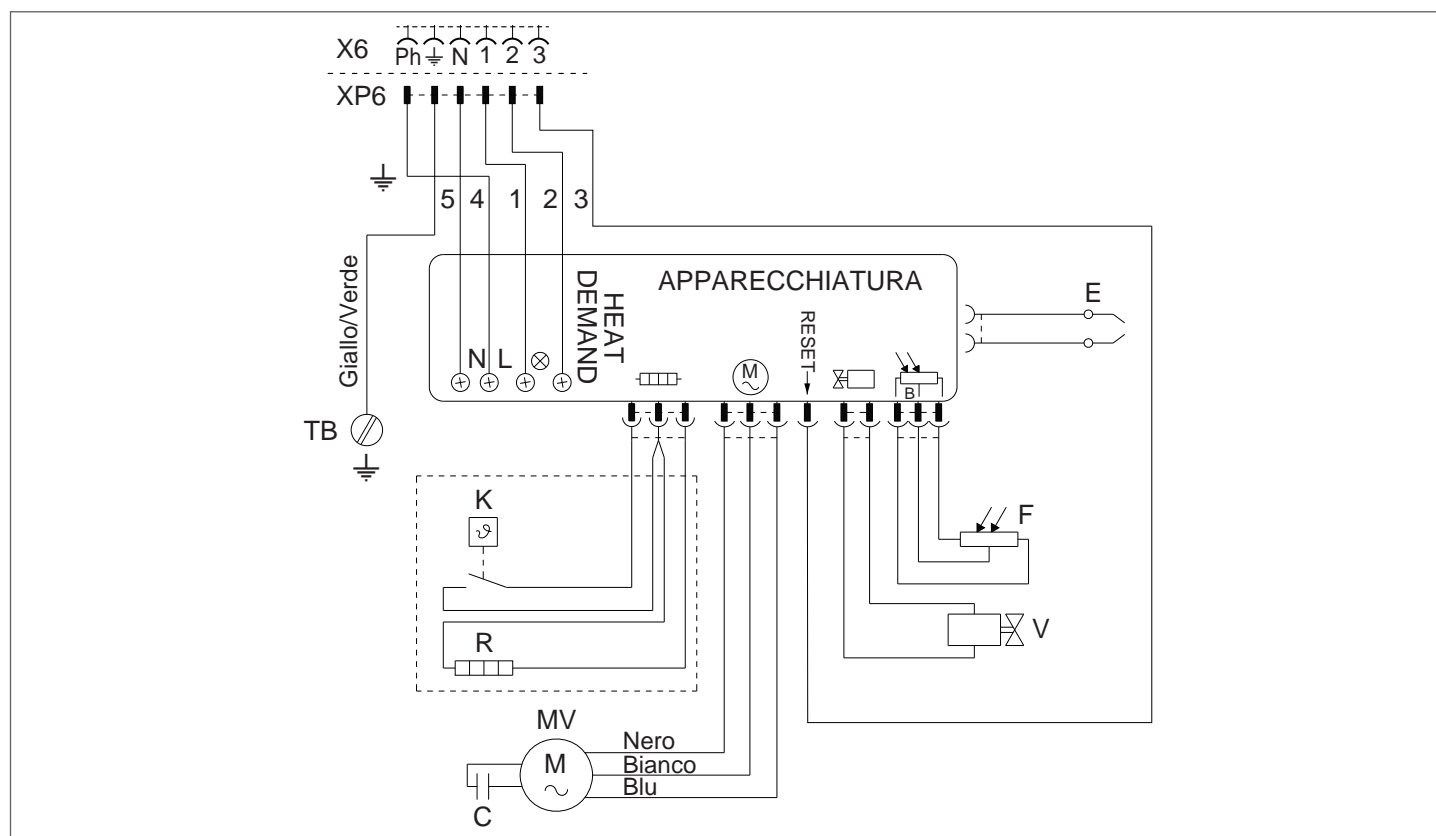 X6
Ph N 1 2 3
XP6
5 4 1 2 3
Giallo/Verde
TB
HEAT
DEMAND
APPARECCHIATURA
RESET
N L
M
B
E
K
ϑ
R
F
V
MV
M
C
Nero
Bianco
Blu